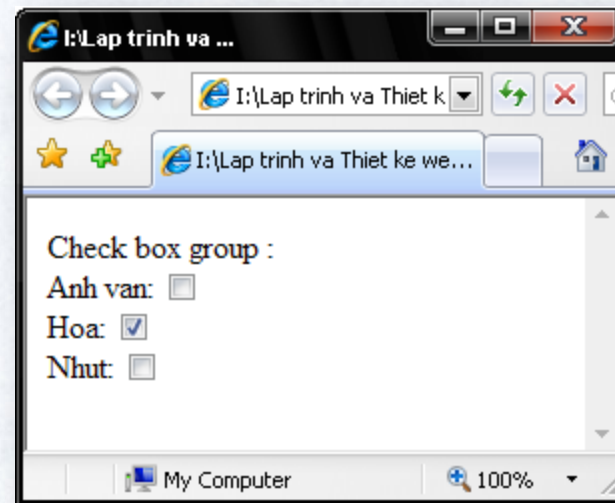 I:\Lap trinh va ...
I:\Lap trinh va Thiet k
I:\Lap trinh va Thiet ke we...
Check box group :
Anh van:
Hoa:
Nhut:
My Computer
100%